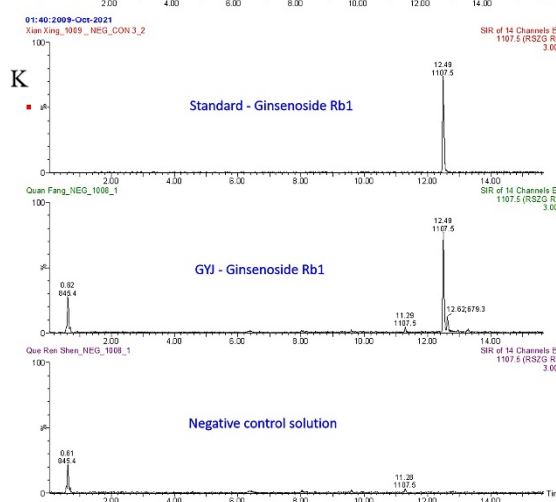 2.00 4.00 6.00 8.00 10.00 12.00 14.00
01:40:2009-Oct-2021
Xian Xing_1009 _ NEG_CON 3_2
SIR of 14 Channels E
1107.5 (RSZG R
3.00
K
100
12.49
1107.5
%
Standard - Ginsenoside Rb1
0
2.00 4.00 6.00 8.00 10.00 12.00 14.00
Quan Fang_NEG_1008_1
SIR of 14 Channels E
1107.5 (RSZG R
3.00
100
12.49
1107.5
%
GYJ - Ginsenoside Rb1
0.62
845.4
11.29
1107.5
12.62;679.3
0
2.00 4.00 6.00 8.00 10.00 12.00 14.00
Que Ren Shen_NEG_1008_1
SIR of 14 Channels E
1107.5 (RSZG R
3.00
100
%
Negative control solution
0.61
845.4
11.28
1107.5
0
2.00 4.00 6.00 8.00 10.00 12.00 14.00